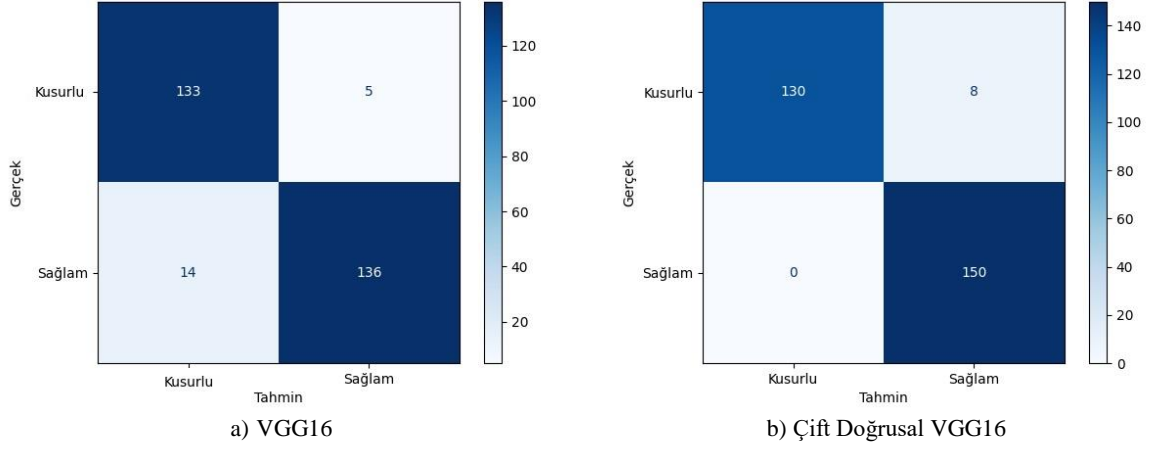 Gerçek
Kusurlu
Sağlam
133
5
14
136
Kusurlu
Sağlam
Tahmin
120
100
80
60
40
20
a) VGG16
Gerçek
Kusurlu
Sağlam
130
8
0
150
Kusurlu
Sağlam
Tahmin
140
120
100
80
60
40
20
0
b) Çift Doğrusal VGG16